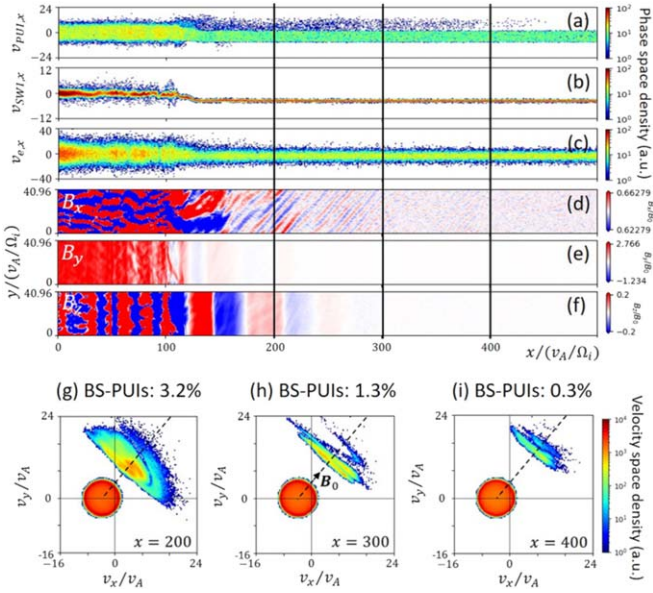 24
0
-24
v_PUI,x
(a)
12
0
-12
v_SWI,x
(b)
40
0
-40
v_e,x
(c)
10^2
10^1
10^0
10^2
10^1
10^0
10^2
10^1
10^0
Phase space density (a.u.)
40.96
0
B_x
(d)
0.66279
0.62279
B_x/B_0
40.96
0
B_y
(e)
2.766
-1.234
B_y/B_0
40.96
0
B_z
(f)
0.2
-0.2
B_z/B_0
y/(v_A/Ω_i)
0 100 200 300 400 x/(v_A/Ω_i)
(g) BS-PUIs: 3.2%
(h) BS-PUIs: 1.3%
(i) BS-PUIs: 0.3%
24
0
-16
v_y/v_A
x = 200
-16 0 24
v_x/v_A
24
0
-16
v_y/v_A
B_0
x = 300
-16 0 24
v_x/v_A
24
0
-16
v_y/v_A
x = 400
-16 0 24
v_x/v_A
10^4
10^3
10^2
10^1
10^0
Velocity space density (a.u.)